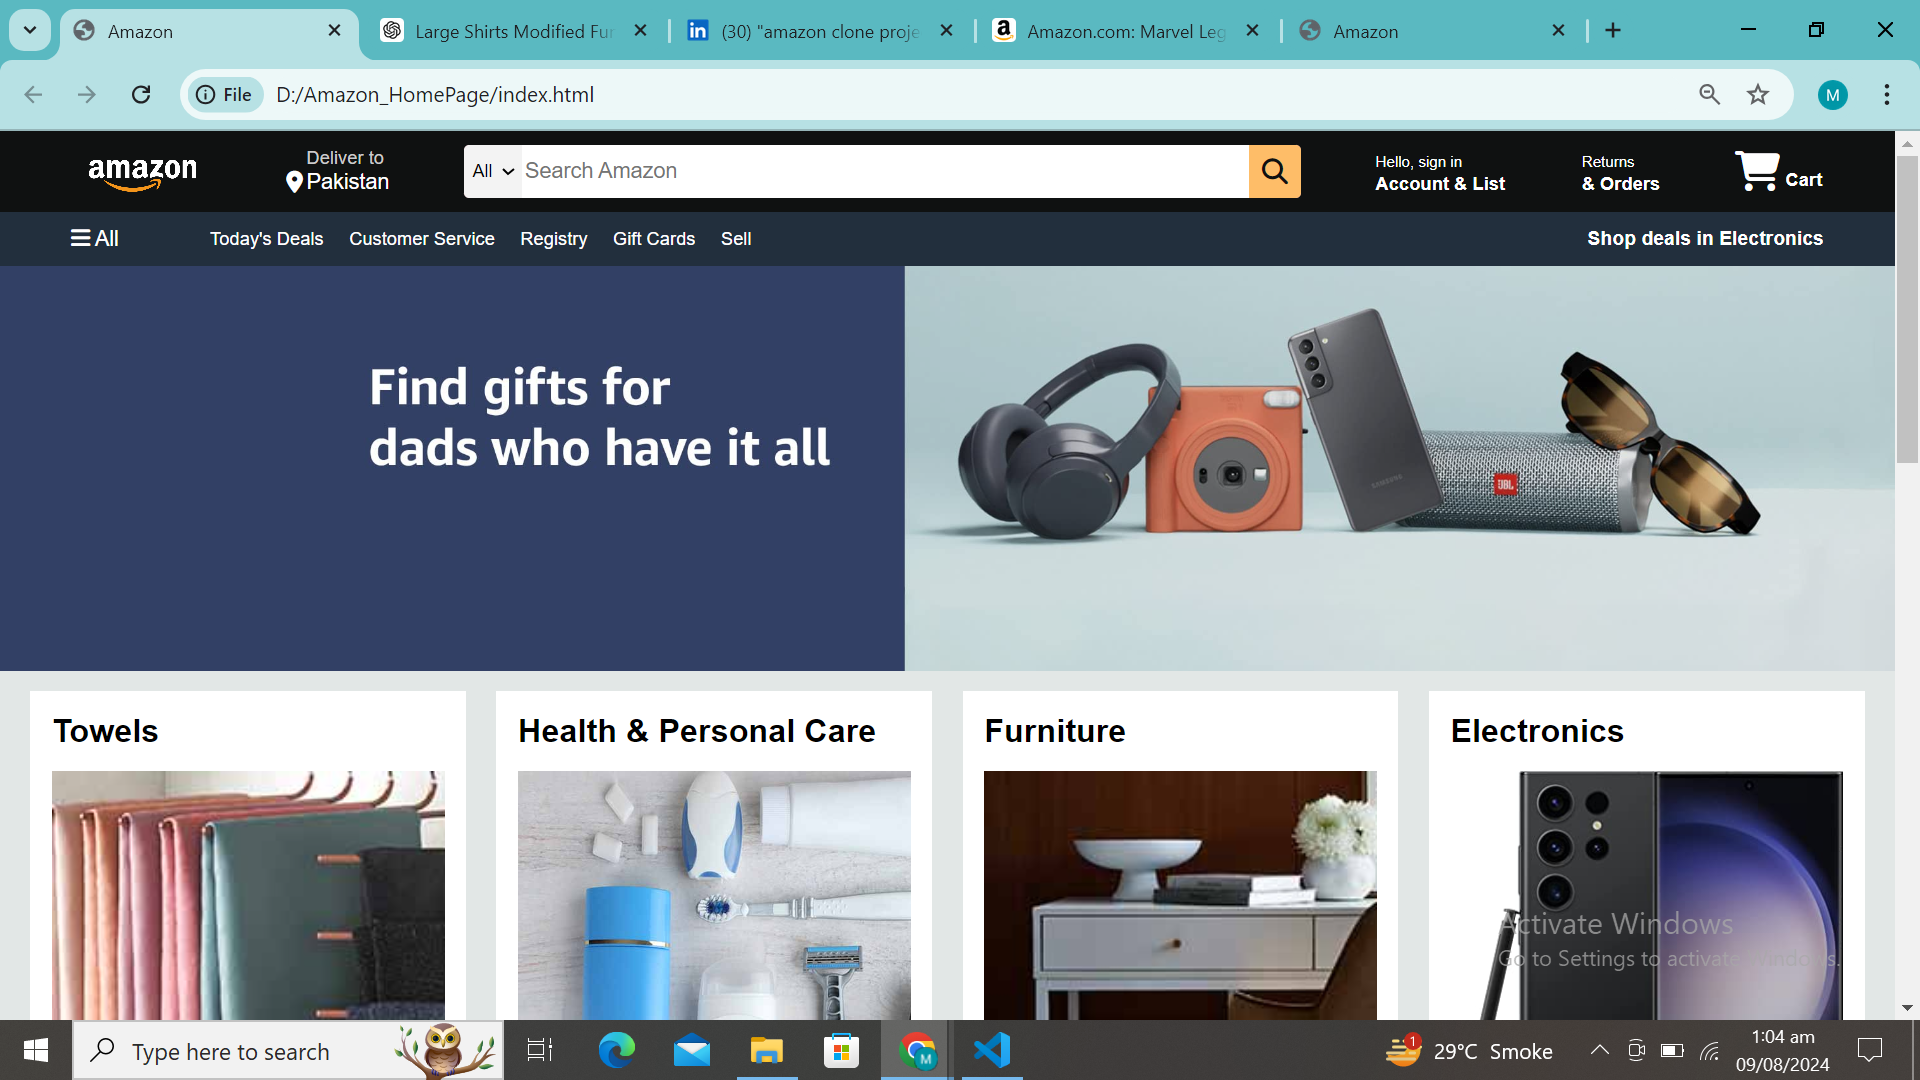 Amazon
Large Shirts Modified Fur
(30) "amazon clone proje
Amazon.com: Marvel Leg
Amazon
File
D:/Amazon_HomePage/index.html
M
amazon
Deliver to
Pakistan
All
Search Amazon
Hello, sign in
Account & List
Returns
& Orders
Cart
All
Today's Deals
Customer Service
Registry
Gift Cards
Sell
Shop deals in Electronics
Find gifts for
dads who have it all
SAMSUNG
JBL
Towels
Health & Personal Care
Furniture
Electronics
Activate Windows
Go to Settings to activate Windows.
Type here to search
M
1
29°C Smoke
1:04 am
09/08/2024